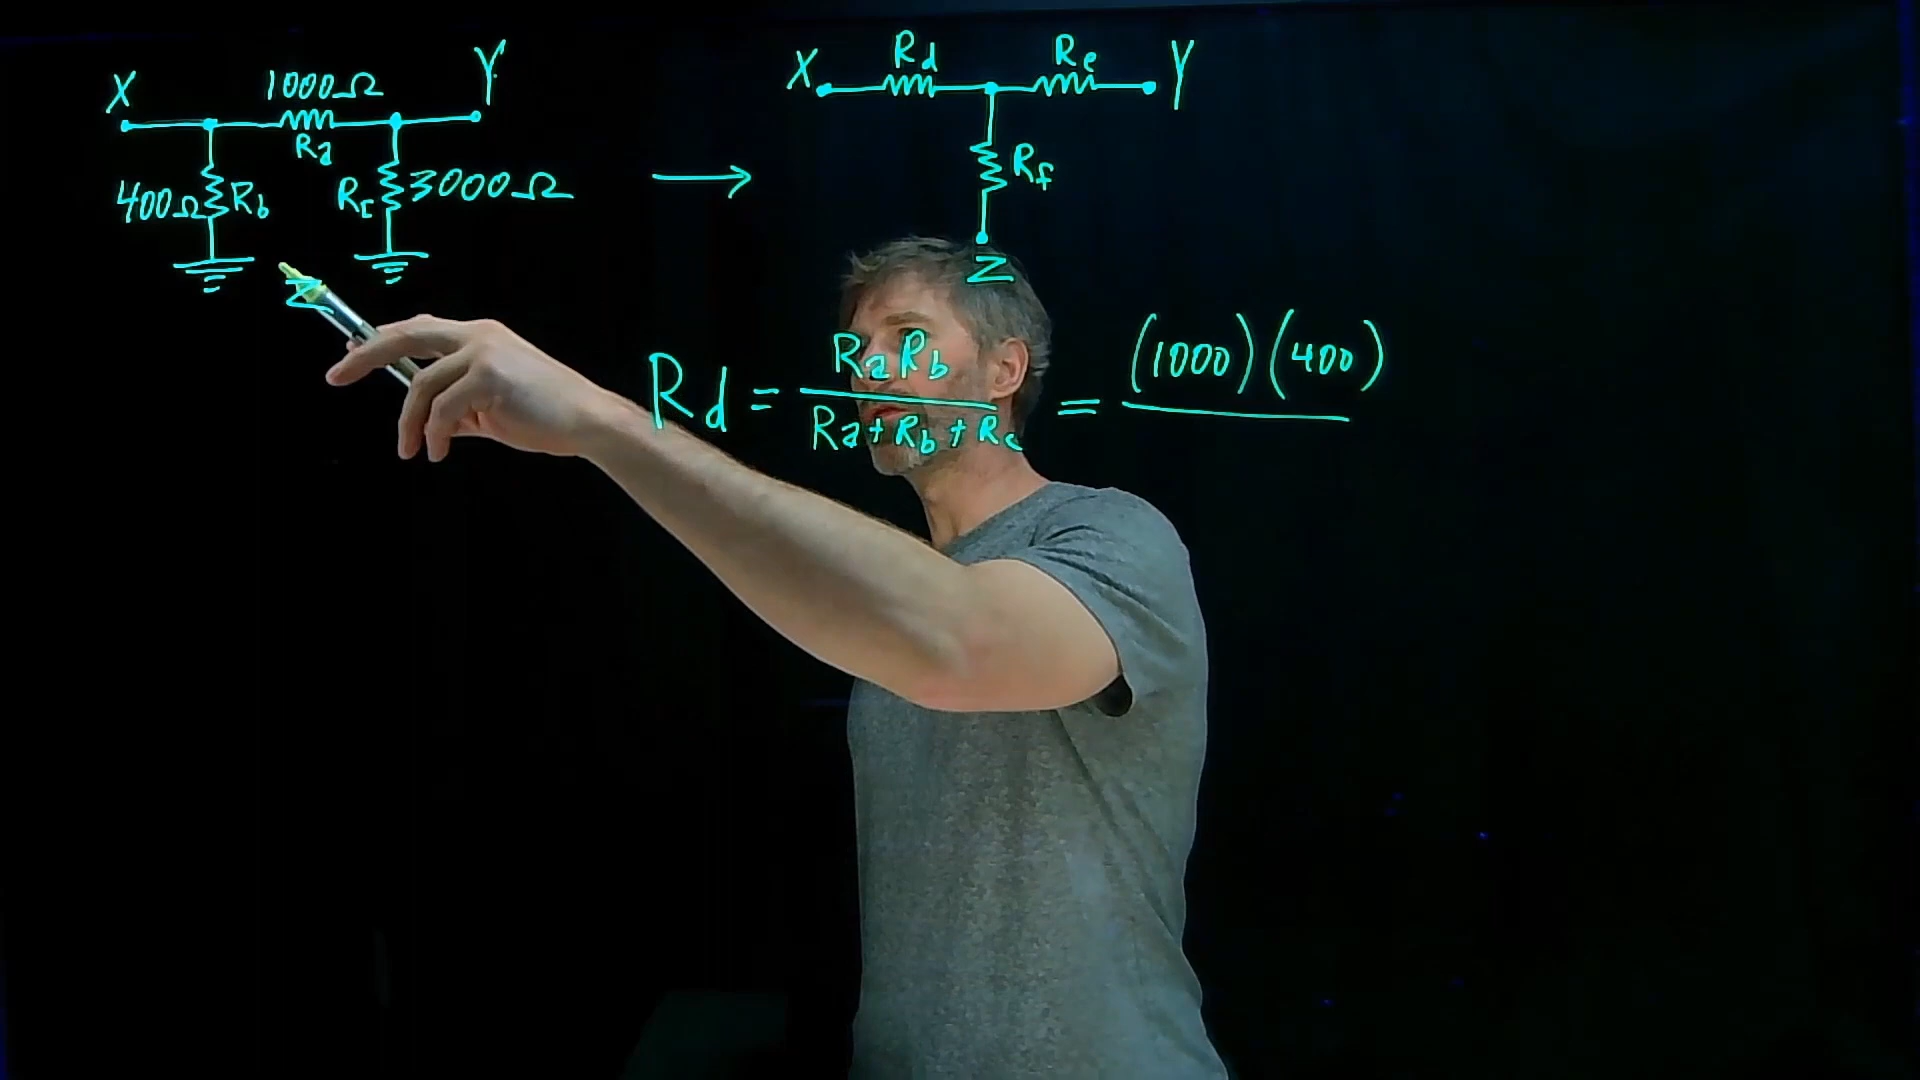 X 1000Ω Y
Ra
400Ω Rb Rc 3000Ω
Z
X Rd Re Y
Rf
Z
Rd = RaRb / Ra + Rb + Rc = (1000)(400)